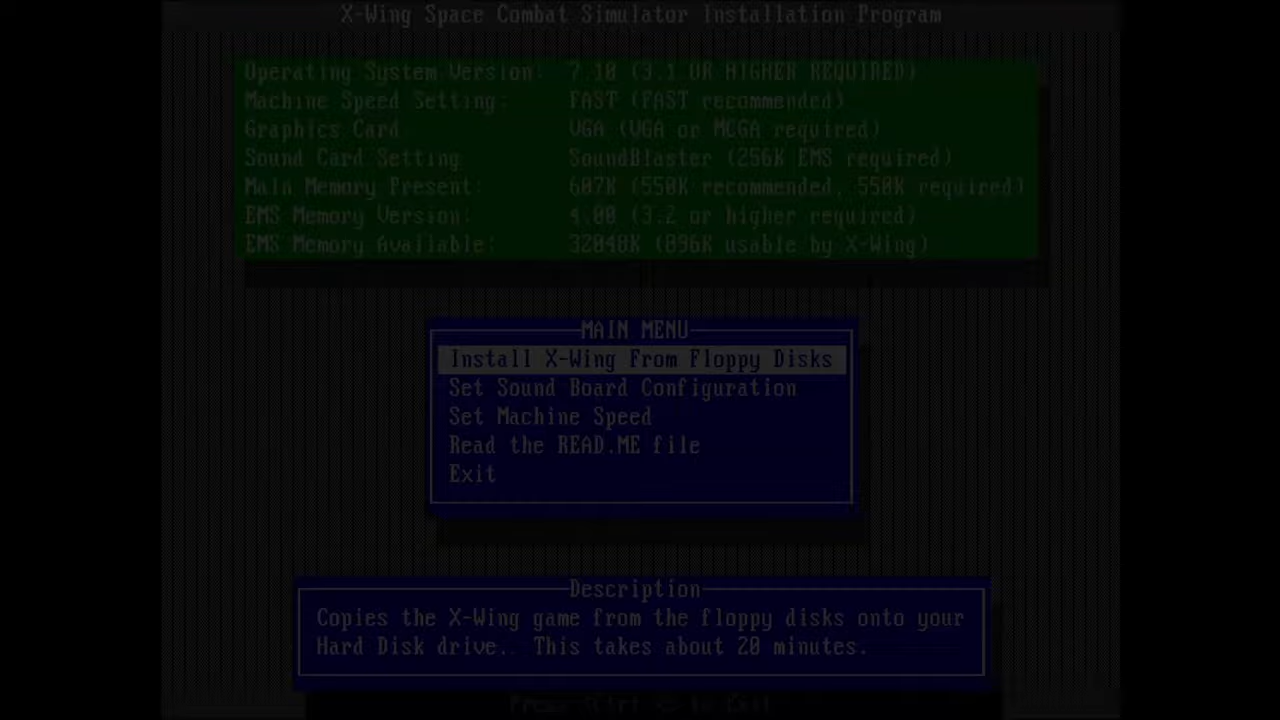 X-Wing Space Combat Simulator Installation Program
Operating System Version: 7.10 (3.1 OR HIGHER REQUIRED)
Machine Speed Setting: FAST (FAST recommended)
Graphics Card VGA (VGA or MCGA required)
Sound Card Setting SoundBlaster (256K EMS required)
Main Memory Present: 607K (550K recommended, 550K required)
EMS Memory Version: 4.00 (3.2 or higher required)
EMS Memory Available: 32048K (896K usable by X-Wing)
MAIN MENU
Install X-Wing From Floppy Disks
Set Sound Board Configuration
Set Machine Speed
Read the READ.ME file
Exit
Description
Copies the X-Wing game from the floppy disks onto your
Hard Disk drive.. This takes about 20 minutes.